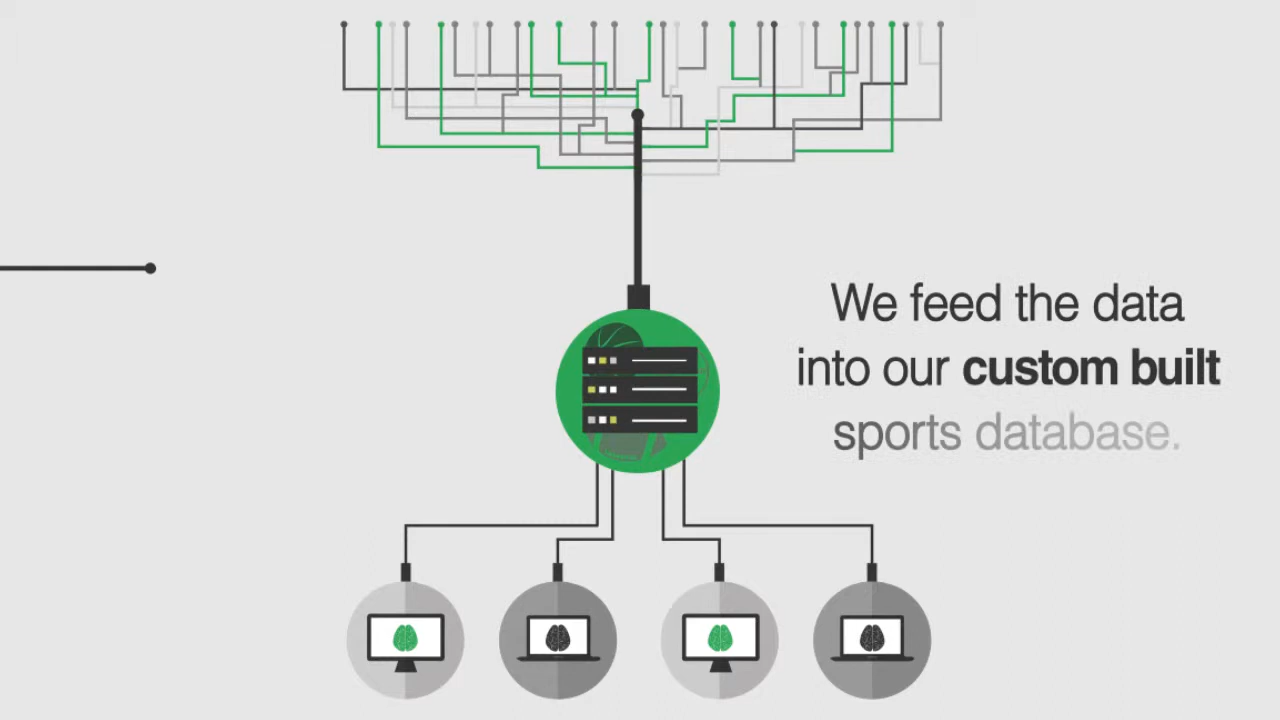 We feed the data
into our custom built
sports database.